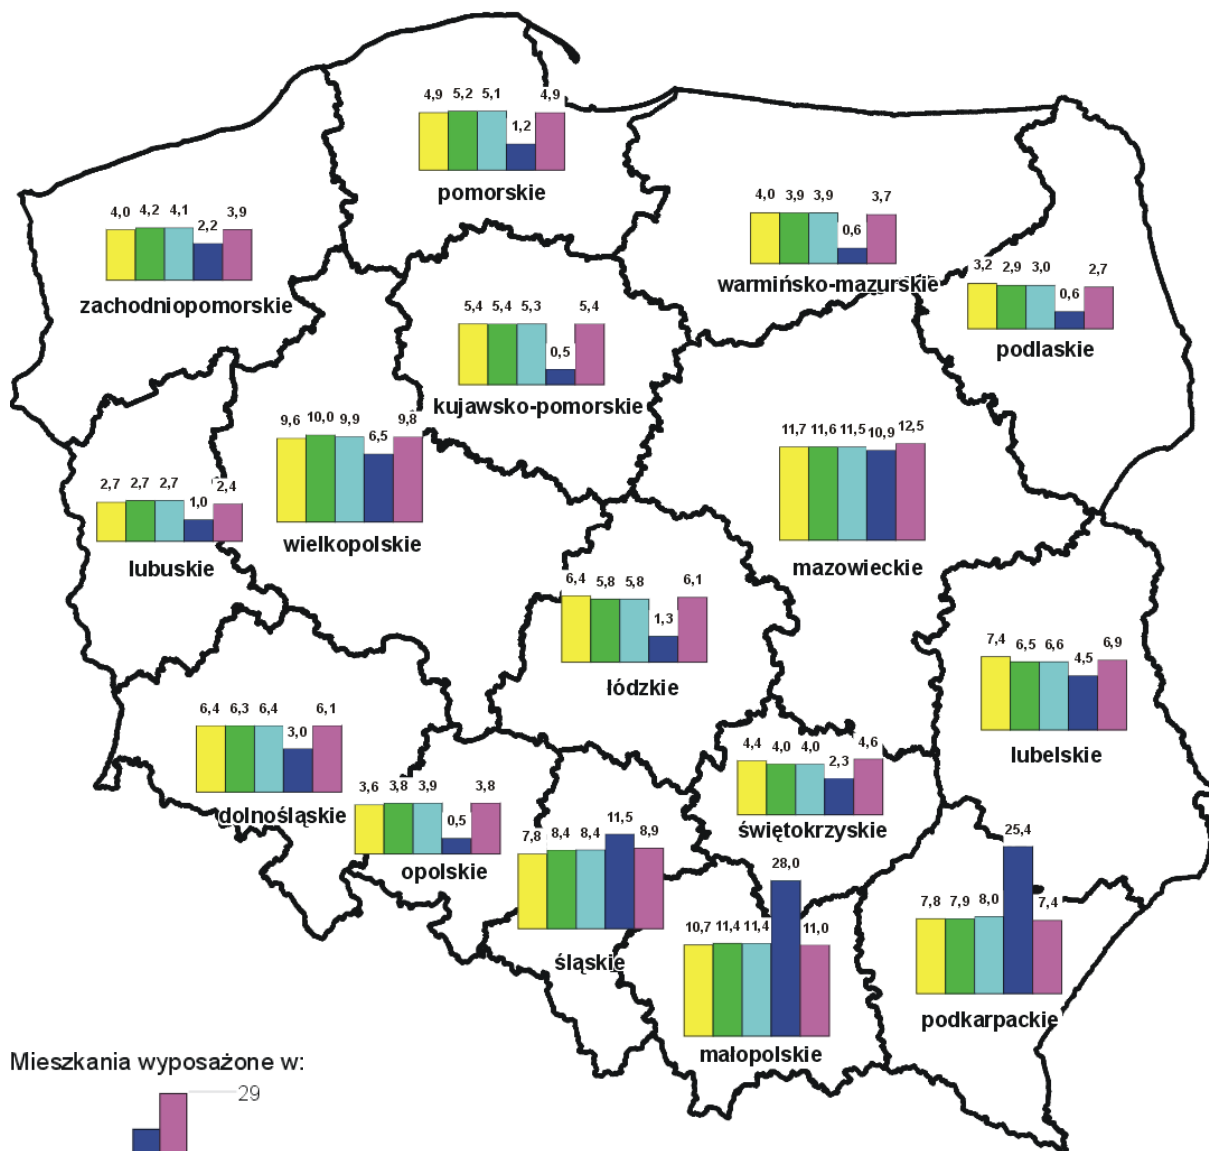 4,9 5,2 5,1 1,2 4,9
pomorskie
4,0 4,2 4,1 2,2 3,9
zachodniopomorskie
4,0 3,9 3,9 0,6 3,7
warmińsko-mazurskie
3,2 2,9 3,0 0,6 2,7
podlaskie
5,4 5,4 5,3 0,5 5,4
kujawsko-pomorskie
9,6 10,0 9,9 6,5 9,8
wielkopolskie
11,7 11,6 11,5 10,9 12,5
mazowieckie
2,7 2,7 2,7 1,0 2,4
lubuskie
6,4 5,8 5,8 1,3 6,1
łódzkie
7,4 6,5 6,6 4,5 6,9
lubelskie
6,4 6,3 6,4 3,0 6,1
dolnośląskie
3,6 3,8 3,9 0,5 3,8
opolskie
4,4 4,0 4,0 2,3 4,6
świętokrzyskie
7,8 8,4 8,4 11,5 8,9
śląskie
10,7 11,4 11,4 28,0 11,0
małopolskie
7,8 7,9 8,0 25,4 7,4
podkarpackie
Mieszkania wyposażone w:
29